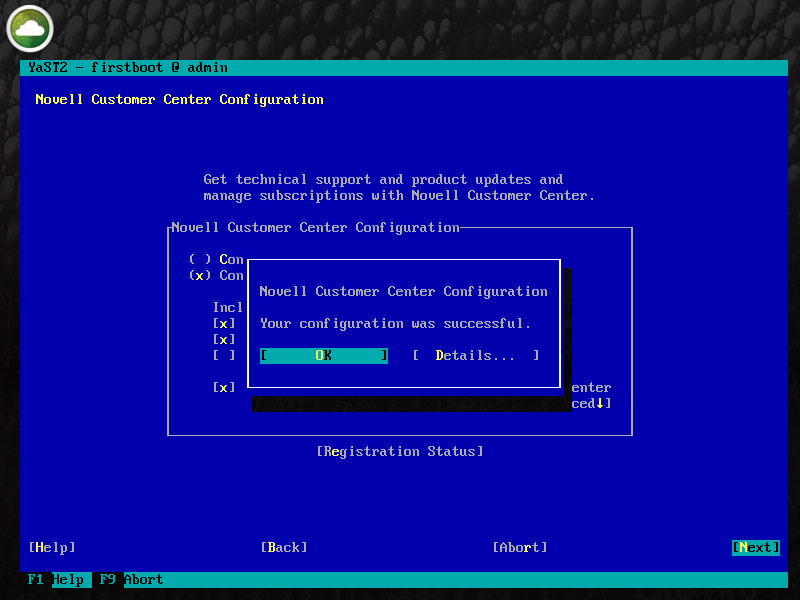 YaST2 - firstboot @ admin
Novell Customer Center Configuration
Get technical support and product updates and
manage subscriptions with Novell Customer Center.
Novell Customer Center Configuration
( ) Con
(x) Con
Novell Customer Center Configuration
Incl
[x] Your configuration was successful.
[x]
[ ] [ OK ] [ Details... ]
[x] enter
ced↓]
[Registration Status]
[Help] [Back] [Abort] [Next]
F1 Help F9 Abort